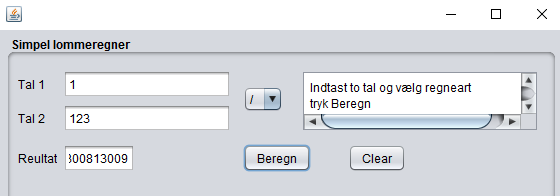 Simpel lommeregner
Tal 1
1
/
Indtast to tal og vælg regneart
tryk Beregn
Tal 2
123
Reultat
300813009
Beregn
Clear